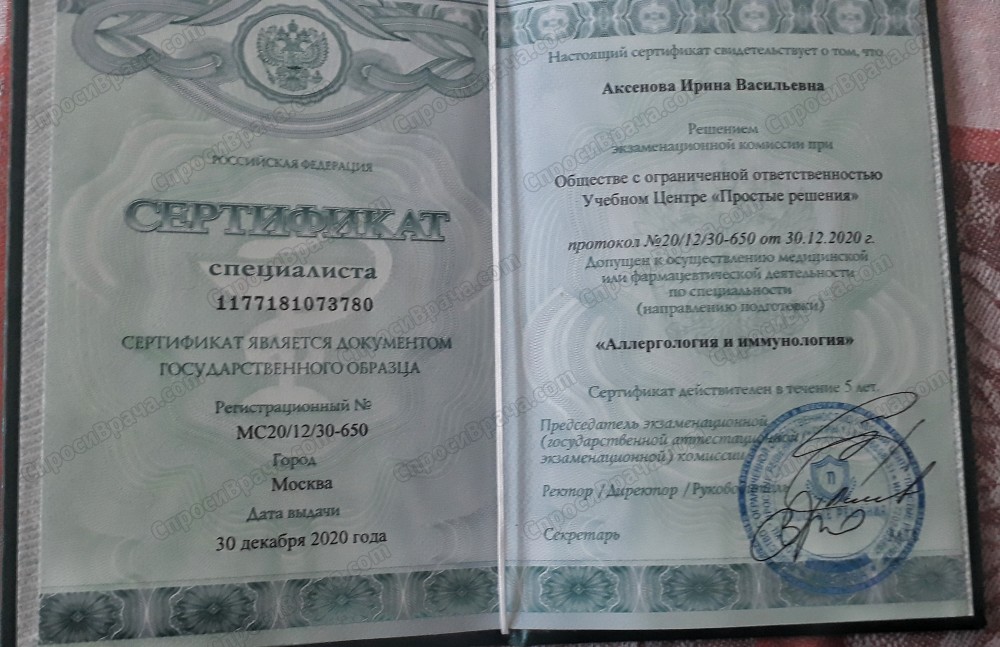 РОССИЙСКАЯ ФЕДЕРАЦИЯ
СЕРТИФИКАТ
специалиста
1177181073780
СЕРТИФИКАТ ЯВЛЯЕТСЯ ДОКУМЕНТОМ
ГОСУДАРСТВЕННОГО ОБРАЗЦА
Регистрационный №
МС20/12/30-650
Город
Москва
Дата выдачи
30 декабря 2020 года
Настоящий сертификат свидетельствует о том, что
Аксенова Ирина Васильевна
Решением
экзаменационной комиссии при
Обществе с ограниченной ответственностью
Учебном Центре «Простые решения»
протокол №20/12/30-650 от 30.12.2020 г.
Допущен к осуществлению медицинской
или фармацевтической деятельности
по специальности
(направлению подготовки)
«Аллергология и иммунология»
Сертификат действителен в течение 5 лет.
Председатель экзаменационной
(государственной аттестационной
экзаменационной) комиссии
Ректор /Директор /
Секретарь
СпросиВрача.com